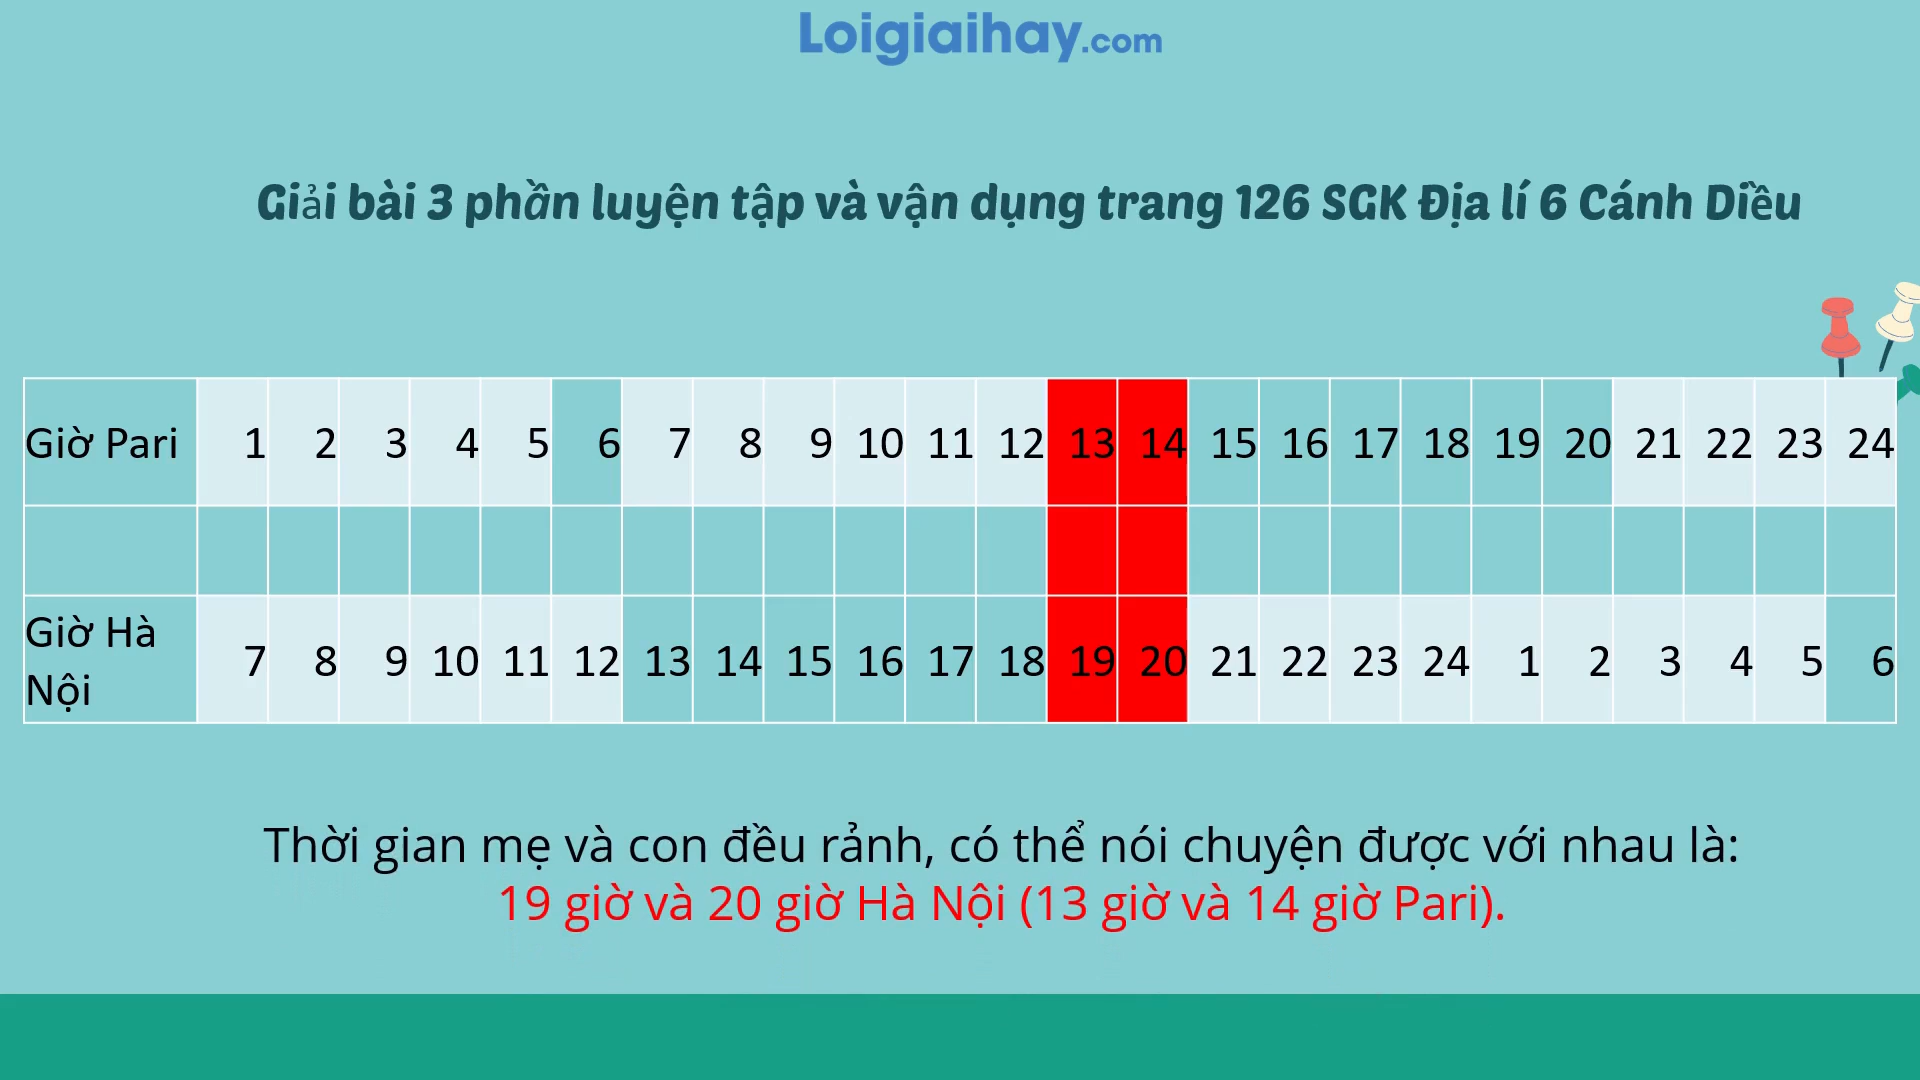 Loigiaihay.com
Giải bài 3 phần luyện tập và vận dụng trang 126 SGK Địa lí 6 Cánh Diều
Giờ Pari 1 2 3 4 5 6 7 8 9 10 11 12 13 14 15 16 17 18 19 20 21 22 23 24
Giờ Hà
Nội 7 8 9 10 11 12 13 14 15 16 17 18 19 20 21 22 23 24 1 2 3 4 5 6
Thời gian mẹ và con đều rảnh, có thể nói chuyện được với nhau là:
19 giờ và 20 giờ Hà Nội (13 giờ và 14 giờ Pari).